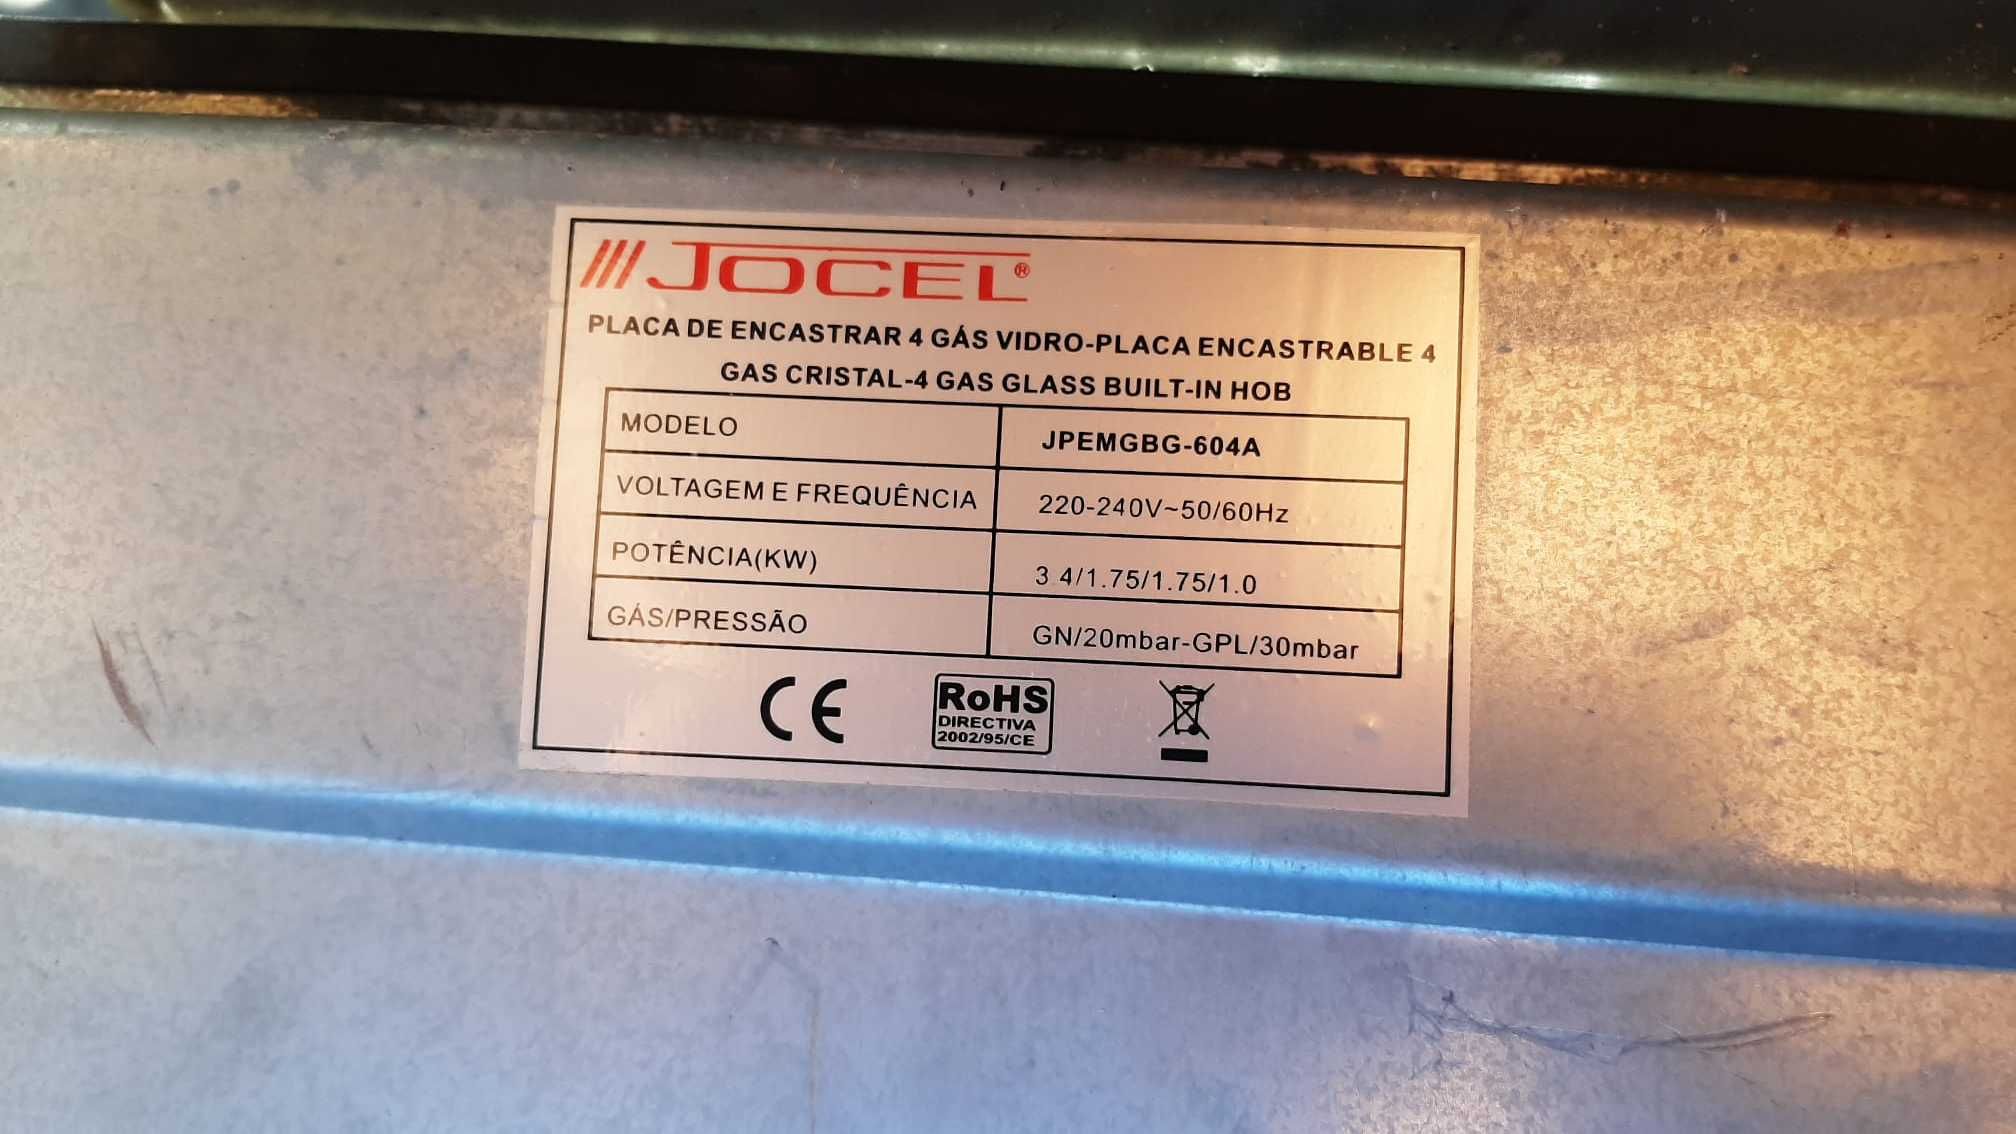 JOCEL®
PLACA DE ENCASTRAR 4 GÁS VIDRO-PLACA ENCASTRABLE 4
GAS CRISTAL-4 GAS GLASS BUILT-IN HOB
MODELO JPEMGBG-604A
VOLTAGEM E FREQUÊNCIA 220-240V~50/60Hz
POTÊNCIA(KW) 3.4/1.75/1.75/1.0
GÁS/PRESSÃO GN/20mbar-GPL/30mbar
CE
RoHS
DIRECTIVA
2002/95/CE